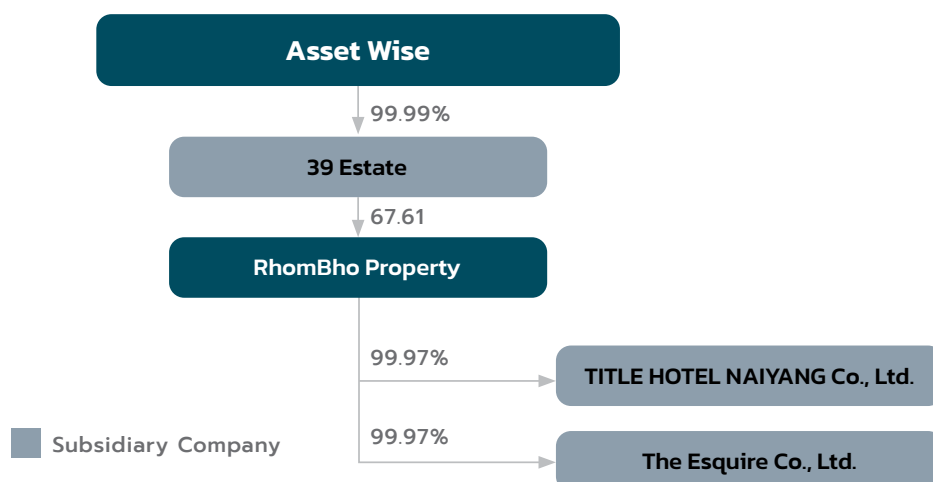 Asset Wise
99.99%
39 Estate
67.61
RhomBho Property
99.97%
TITLE HOTEL NAIYANG Co., Ltd.
99.97%
Subsidiary Company
The Esquire Co., Ltd.